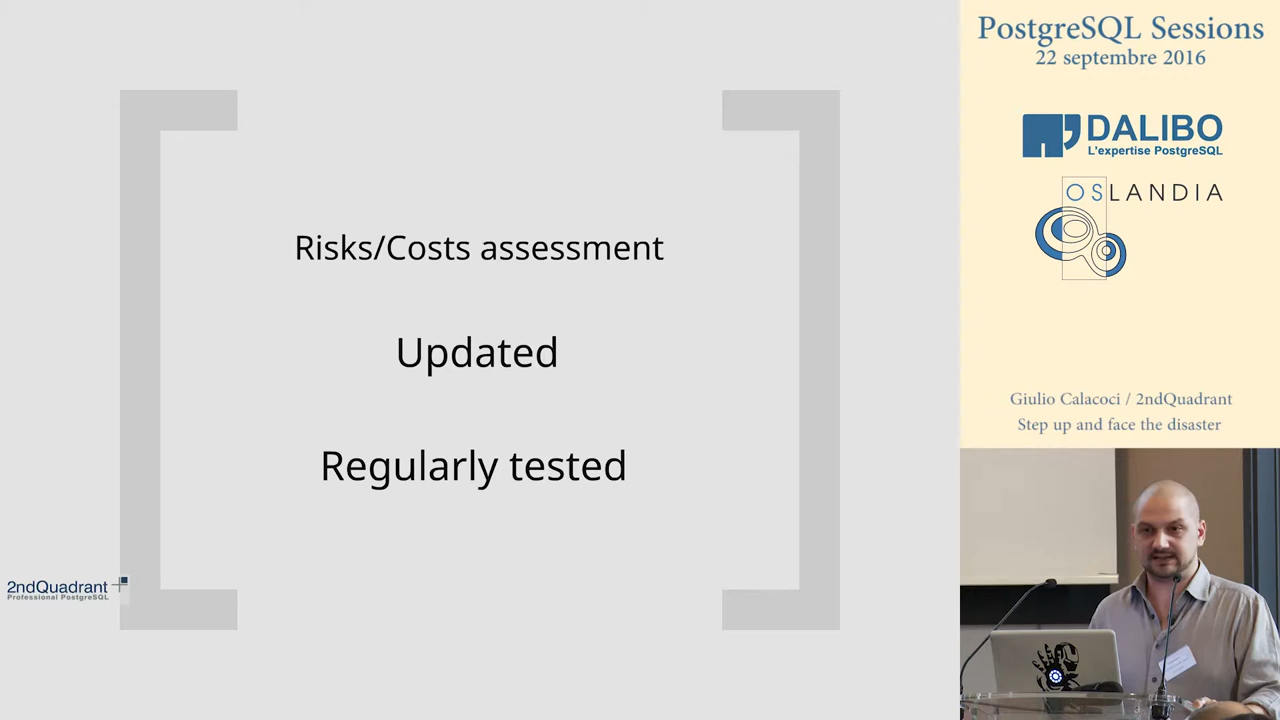 Risks/Costs assessment
Updated
Regularly tested
2ndQuadrant
Professional PostgreSQL
PostgreSQL Sessions
22 septembre 2016
DALIBO
L'expertise PostgreSQL
OSLANDIA
Giulio Calacoci / 2ndQuadrant
Step up and face the disaster